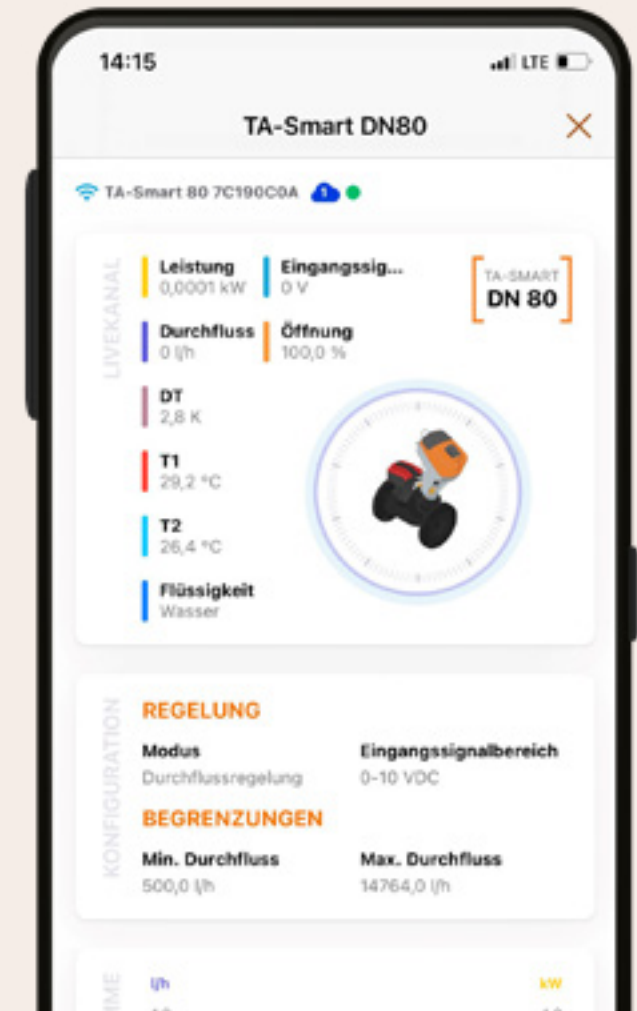 14:15
LTE
TA-Smart DN80
TA-Smart 80 7C190C0A 1
LIVEKANAL
Leistung Eingangssig...
0,0001 kW 0 V
TA-SMART
DN 80
Durchfluss Öffnung
0 l/h 100,0 %
DT
2,8 K
T1
29,2 °C
T2
26,4 °C
Flüssigkeit
Wasser
KONFIGURATION
REGELUNG
Modus Eingangssignalbereich
Durchflussregelung 0-10 VDC
BEGRENZUNGEN
Min. Durchfluss Max. Durchfluss
500,0 l/h 14764,0 l/h
l/h kW